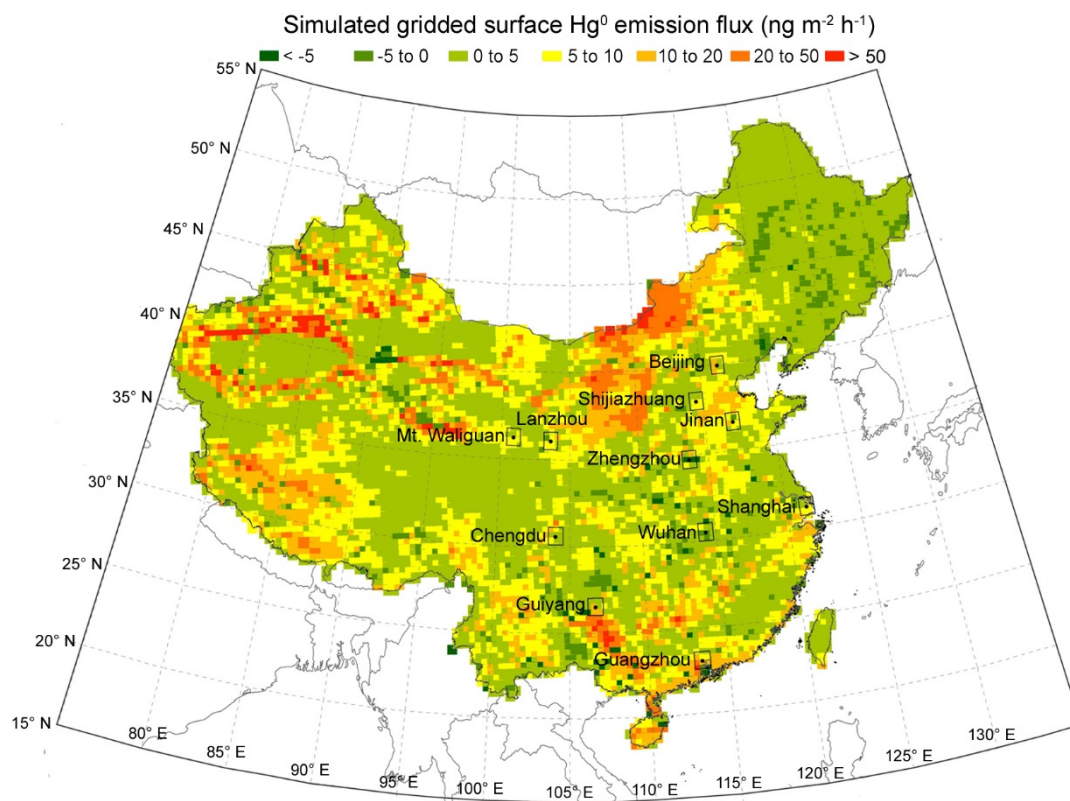 Simulated gridded surface Hg⁰ emission flux (ng m⁻² h⁻¹)
< -5 -5 to 0 0 to 5 5 to 10 10 to 20 20 to 50 > 50
55° N
50° N
45° N
40° N
35° N
30° N
25° N
20° N
15° N
Beijing
Shijiazhuang
Lanzhou
Jinan
Mt. Waliguan
Zhengzhou
Shanghai
Chengdu
Wuhan
Guiyang
Guangzhou
80° E
85° E
90° E
95° E
100° E
105° E
110° E
115° E
120° E
125° E
130° E